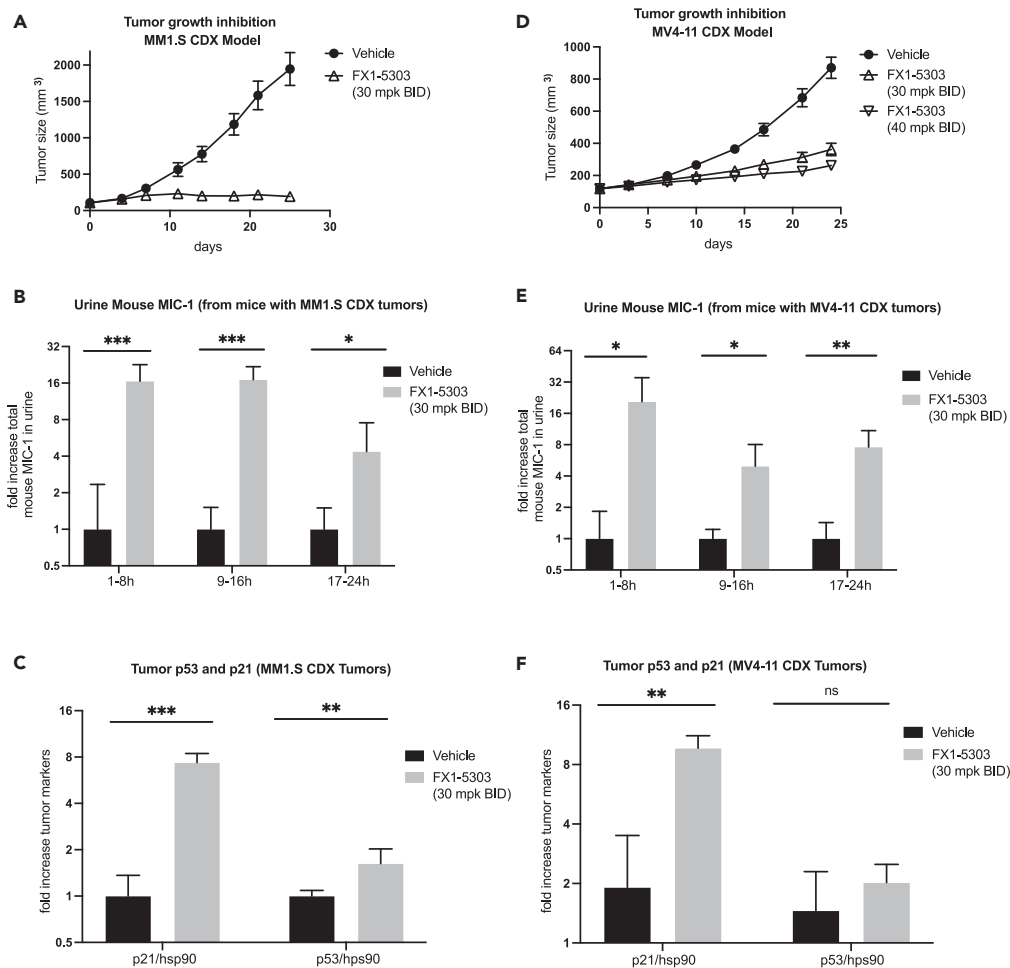 A
Tumor growth inhibition
MM1.S CDX Model
Tumor size (mm 3)
2000
1500
1000
500
0
0
10
20
30
days
Vehicle
FX1-5303
(30 mpk BID)
D
Tumor growth inhibition
MV4-11 CDX Model
Tumor size (mm 3)
1000
800
600
400
200
0
0
5
10
15
20
25
days
Vehicle
FX1-5303
(30 mpk BID)
FX1-5303
(40 mpk BID)
B
Urine Mouse MIC-1 (from mice with MM1.S CDX tumors)
fold increase total
mouse MIC-1 in urine
32
16
8
4
2
1
0.5
***
***
*
1-8h
9-16h
17-24h
Vehicle
FX1-5303
(30 mpk BID)
E
Urine Mouse MIC-1 (from mice with MV4-11 CDX tumors)
fold increase total
mouse MIC-1 in urine
64
32
16
8
4
2
1
0.5
*
*
**
1-8h
9-16h
17-24h
Vehicle
FX1-5303
(30 mpk BID)
C
Tumor p53 and p21 (MM1.S CDX Tumors)
fold increase tumor markers
16
8
4
2
1
0.5
***
**
p21/hsp90
p53/hps90
Vehicle
FX1-5303
(30 mpk BID)
F
Tumor p53 and p21 (MV4-11 CDX Tumors)
fold increase tumor markers
16
8
4
2
1
**
ns
p21/hsp90
p53/hps90
Vehicle
FX1-5303
(30 mpk BID)